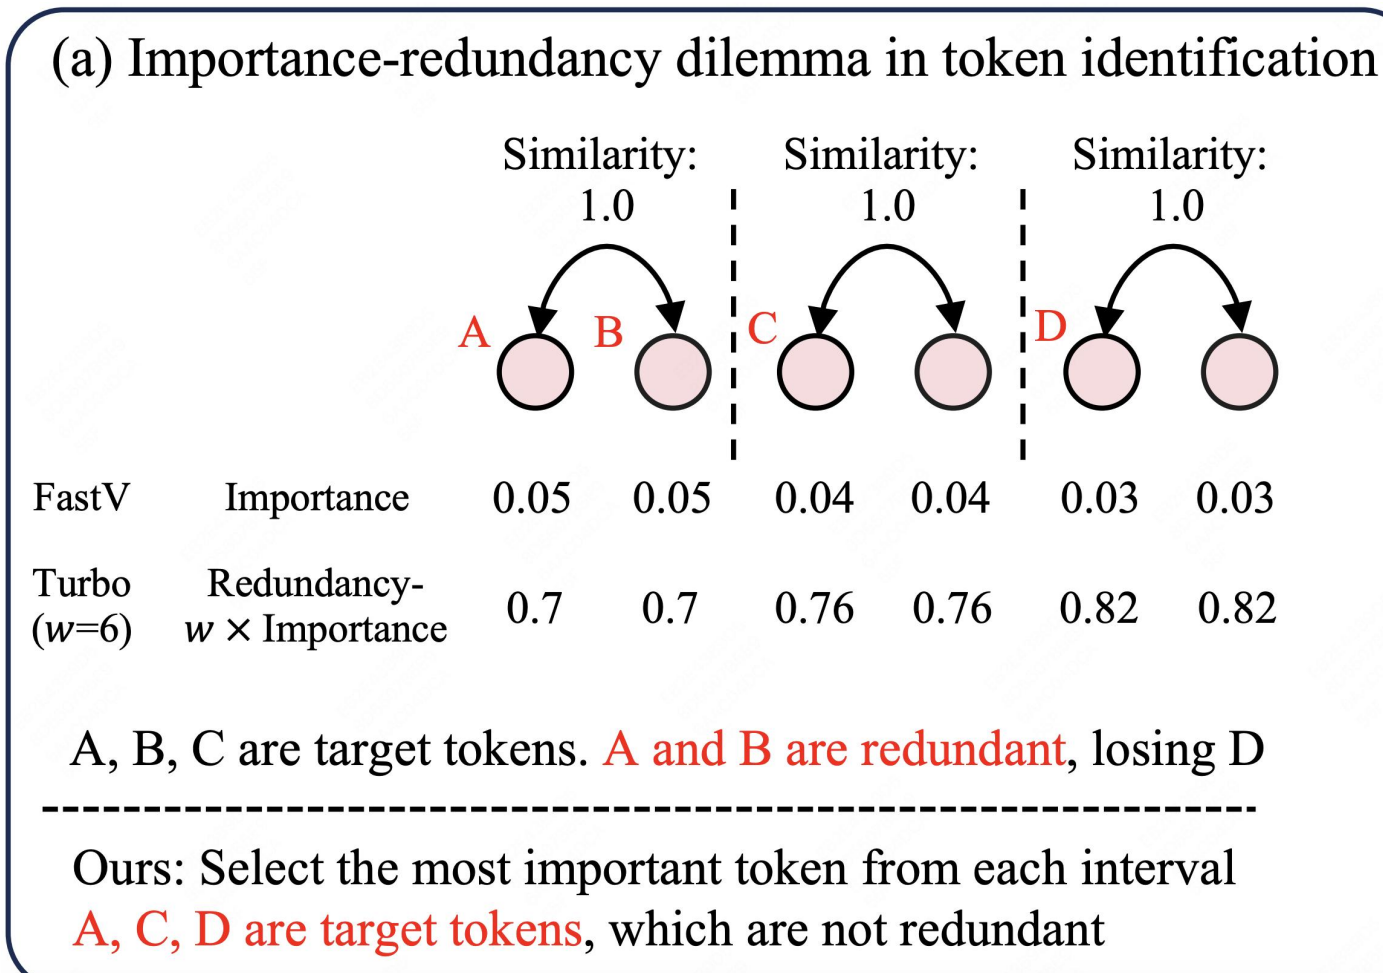 (a) Importance-redundancy dilemma in token identification
Similarity: Similarity: Similarity:
1.0 1.0 1.0
A B C D
FastV Importance 0.05 0.05 0.04 0.04 0.03 0.03
Turbo Redundancy-
(w=6) w × Importance 0.7 0.7 0.76 0.76 0.82 0.82
A, B, C are target tokens. A and B are redundant, losing D
Ours: Select the most important token from each interval
A, C, D are target tokens, which are not redundant